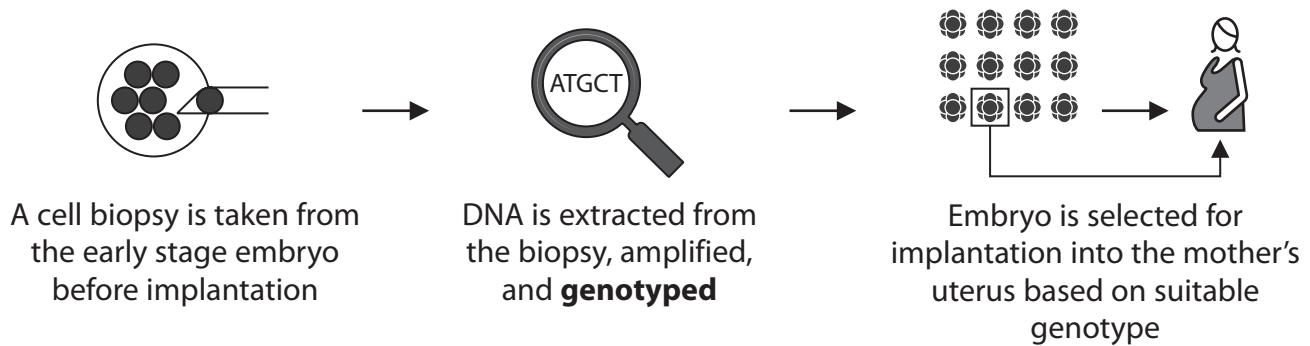 ATGCT
A cell biopsy is taken from
the early stage embryo
before implantation
DNA is extracted from
the biopsy, amplified,
and genotyped
Embryo is selected for
implantation into the mother's
uterus based on suitable
genotype